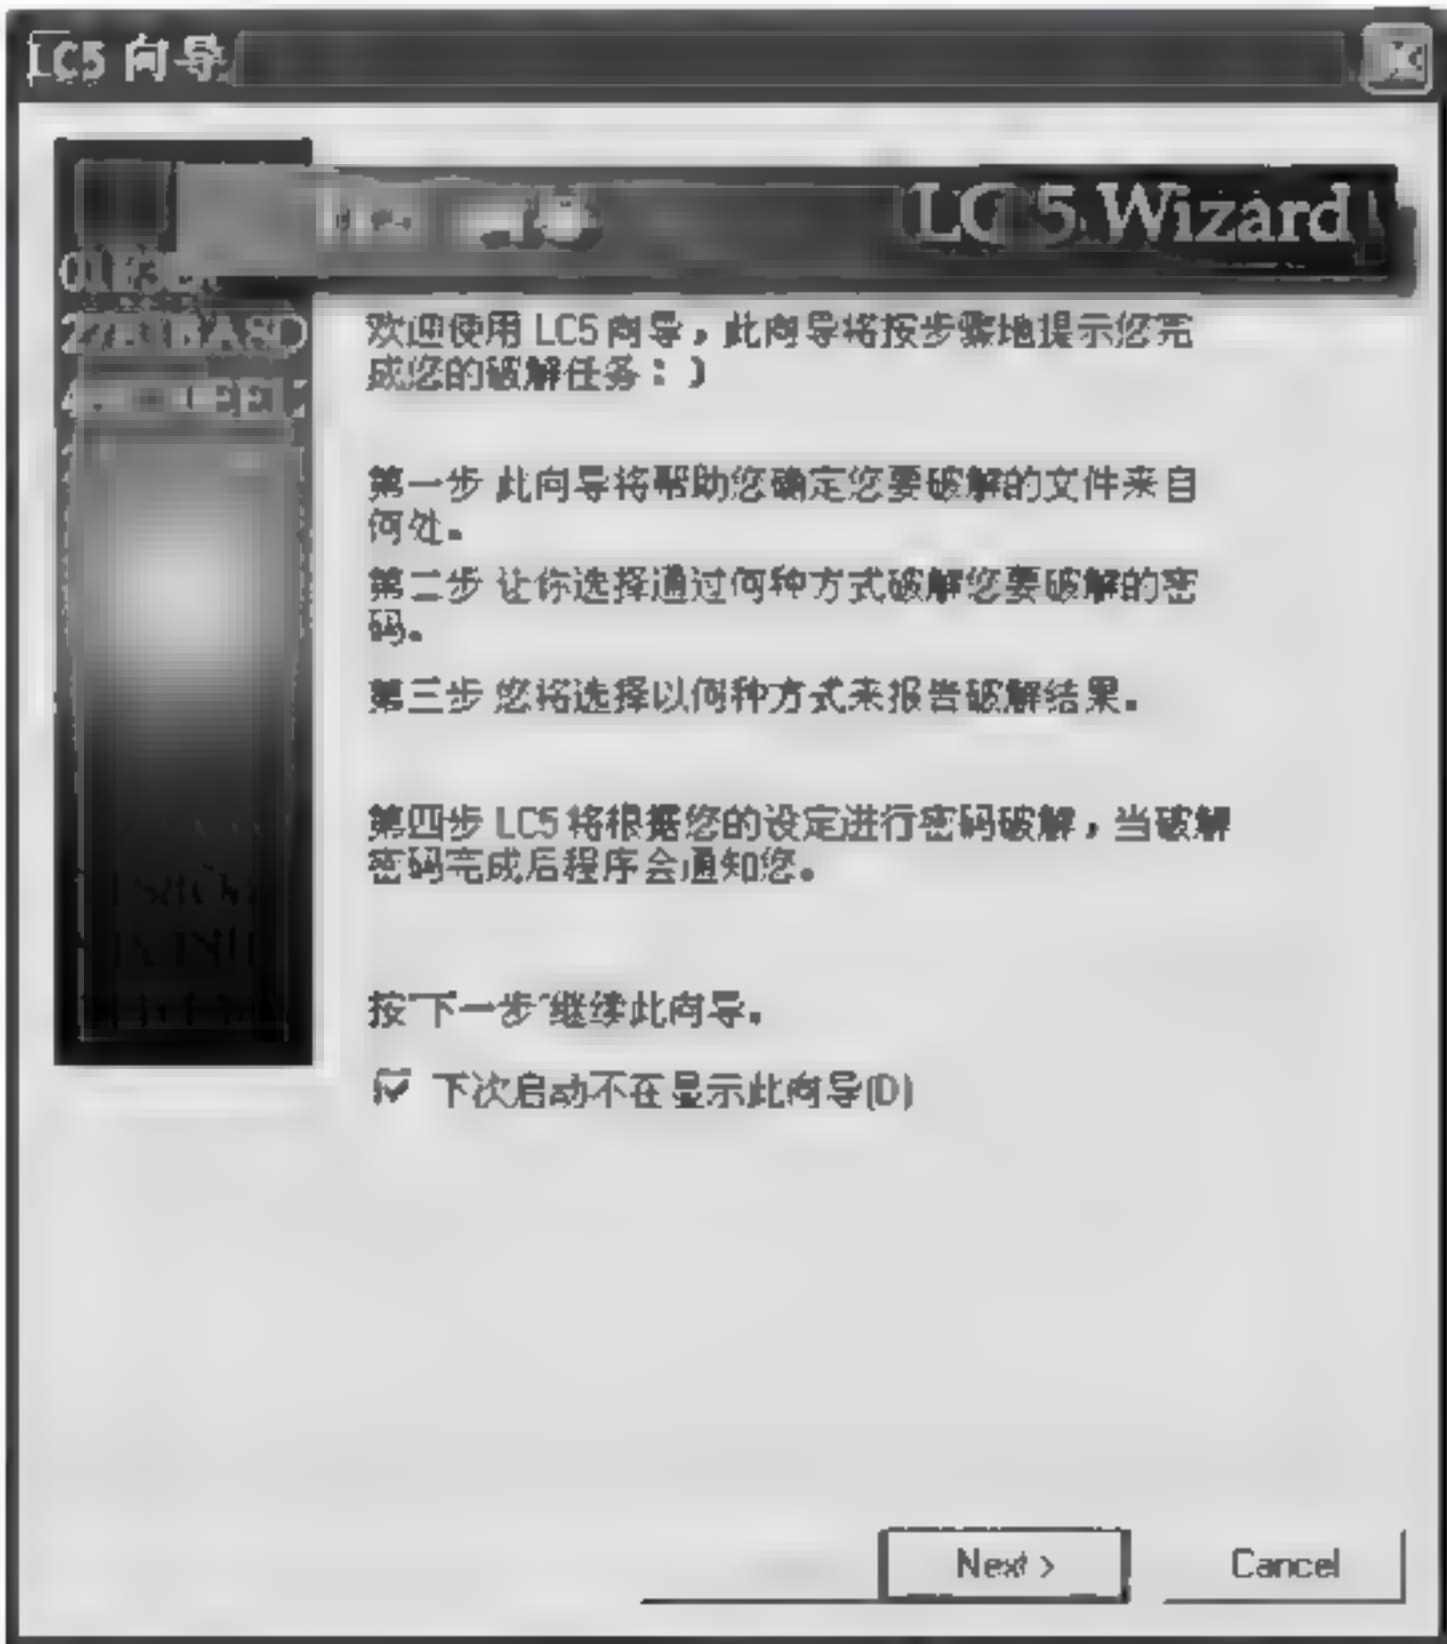 LC5 向导
LC 5 Wizard
欢迎使用 LC5 向导，此向导将按步骤地提示您完
成您的破解任务：)
第一步 此向导将帮助您确定您要破解的文件来自
何处。
第二步 让你选择通过何种方式破解您要破解的密
码。
第三步 您将选择以何种方式来报告破解结果。
第四步 LC5 将根据您的设定进行密码破解，当破解
密码完成后程序会通知您。
按"下一步"继续此向导。
下次启动不在显示此向导(D)
Next >
Cancel